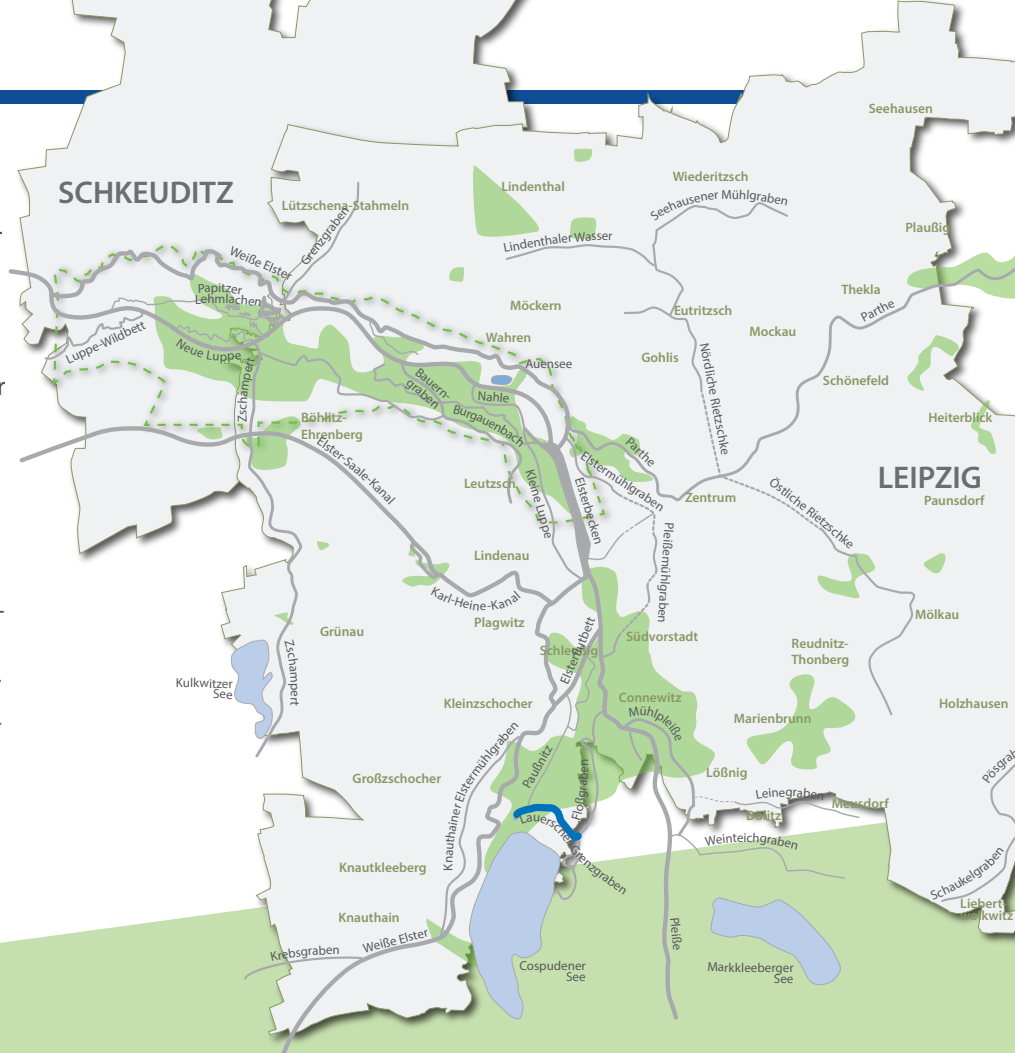 Seehausen
SCHKEUDITZ
Lindenthal
Wiederitzsch
Lützschena-Stahmeln
Grenzgraben
Seehausener Mühlgraben
Plaußig
Lindenthaler Wasser
Weiße Elster
Papitzer
Lehmlachen
Thekla
Parthe
Möckern
Eutritzsch
Mockau
Luppe-Wildbett
Neue Luppe
Wahren
Auensee
Gohlis
Nördliche Rietzschke
Zschampert
Bauern-
graben
Nahle
Burgauenbach
Schönefeld
Böhlitz-
Ehrenberg
Heiterblick
Elster-Saale-Kanal
Parthe
Elstermühlgraben
Leutzsch
Kleine Luppe
Elsterbecken
Zentrum
LEIPZIG
Paunsdorf
Östliche Rietzschke
Pleißemühlgraben
Lindenau
Karl-Heine-Kanal
Plagwitz
Mölkau
Grünau
Südvorstadt
Reudnitz-
Thonberg
Schleußig
Elsterflutbett
Zschampert
Kulkwitzer
See
Kleinzschocher
Connewitz
Mühlpleiße
Marienbrunn
Holzhausen
Knauthainer Elstermühlgraben
Paußnitz
Floßgraben
Großzschocher
Lößnig
Leinegraben
Meusdorf
Dölitz
Lauerscher Grenzgraben
Weinteichgraben
Knautkleeberg
Schaukelgraben
Liebert-
wolkwitz
Knauthain
Weiße Elster
Krebsgraben
Pleiße
Cospudener
See
Markkleeberger
See